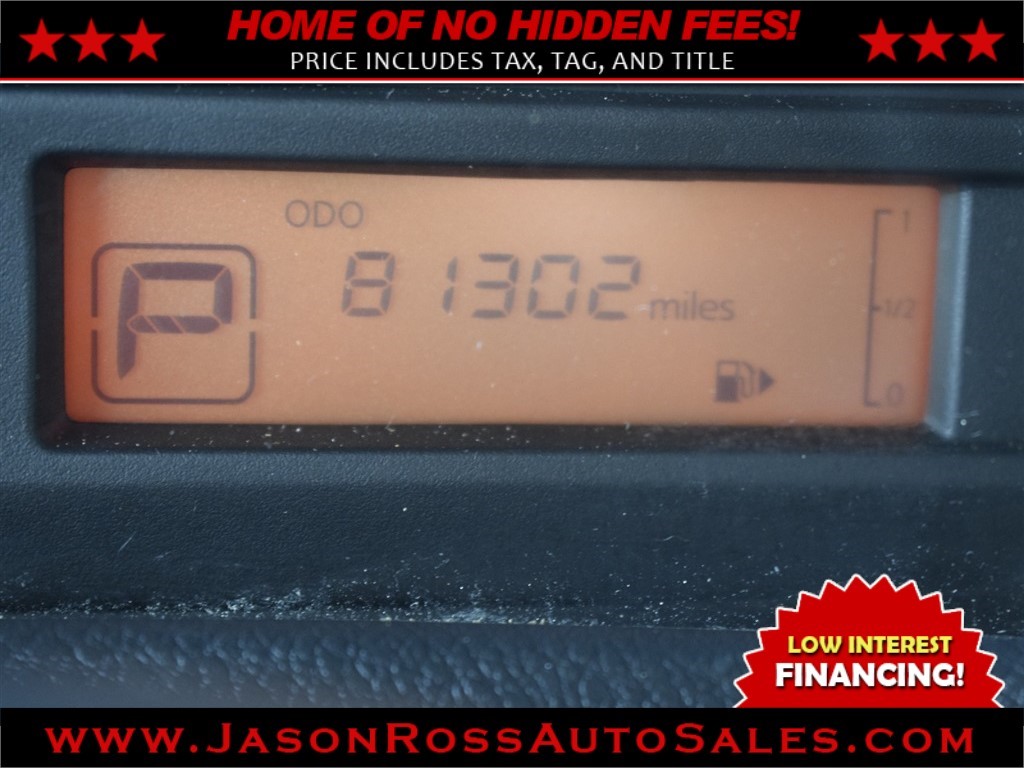 HOME OF NO HIDDEN FEES!
PRICE INCLUDES TAX, TAG, AND TITLE
ODO
P
81302 miles
1
1/2
0
LOW INTEREST
FINANCING!
www.JasonRossAutoSales.com